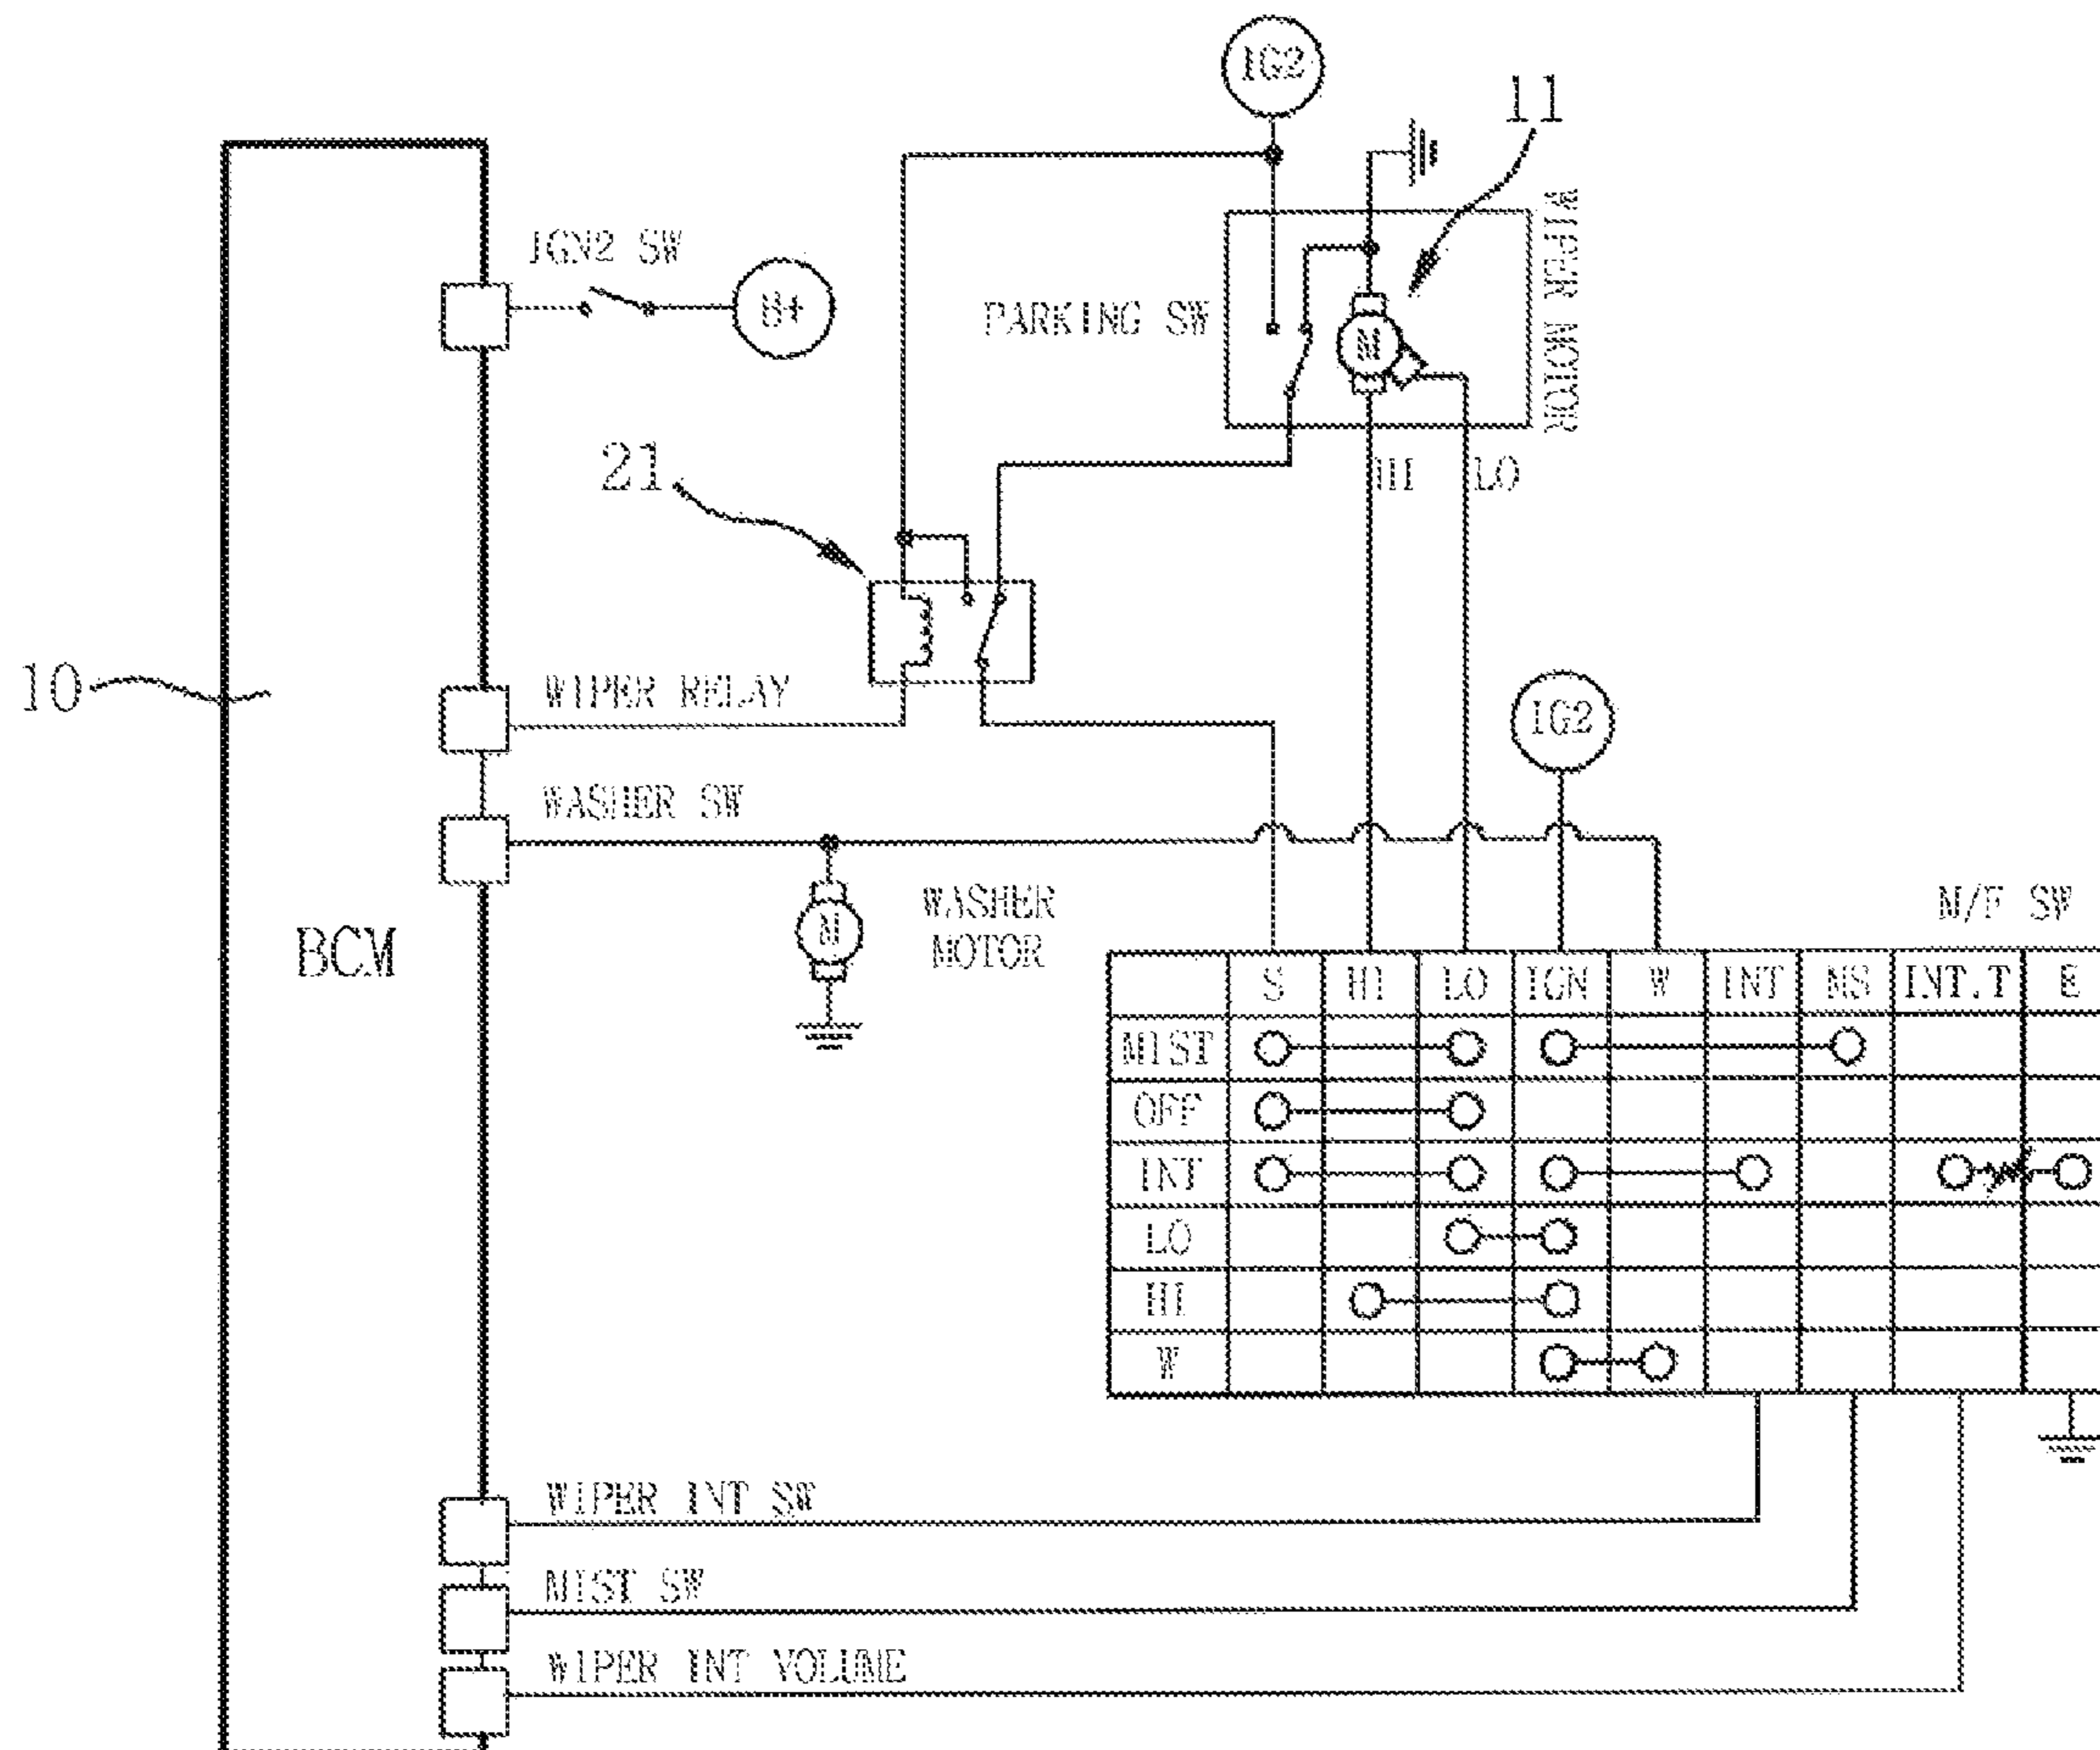 IG2
11
IGN2 SW
B+
PARKING SW
M
WIPER MOTOR
HI
LO
21
10
WIPER RELAY
IG2
WASHER SW
M
WASHER
MOTOR
BCM
M/F SW
S HI LO IGN W INT MS INT.T E
MIST
OFF
INT
LO
HI
W
WIPER INT SW
MIST SW
WIPER INT VOLUME